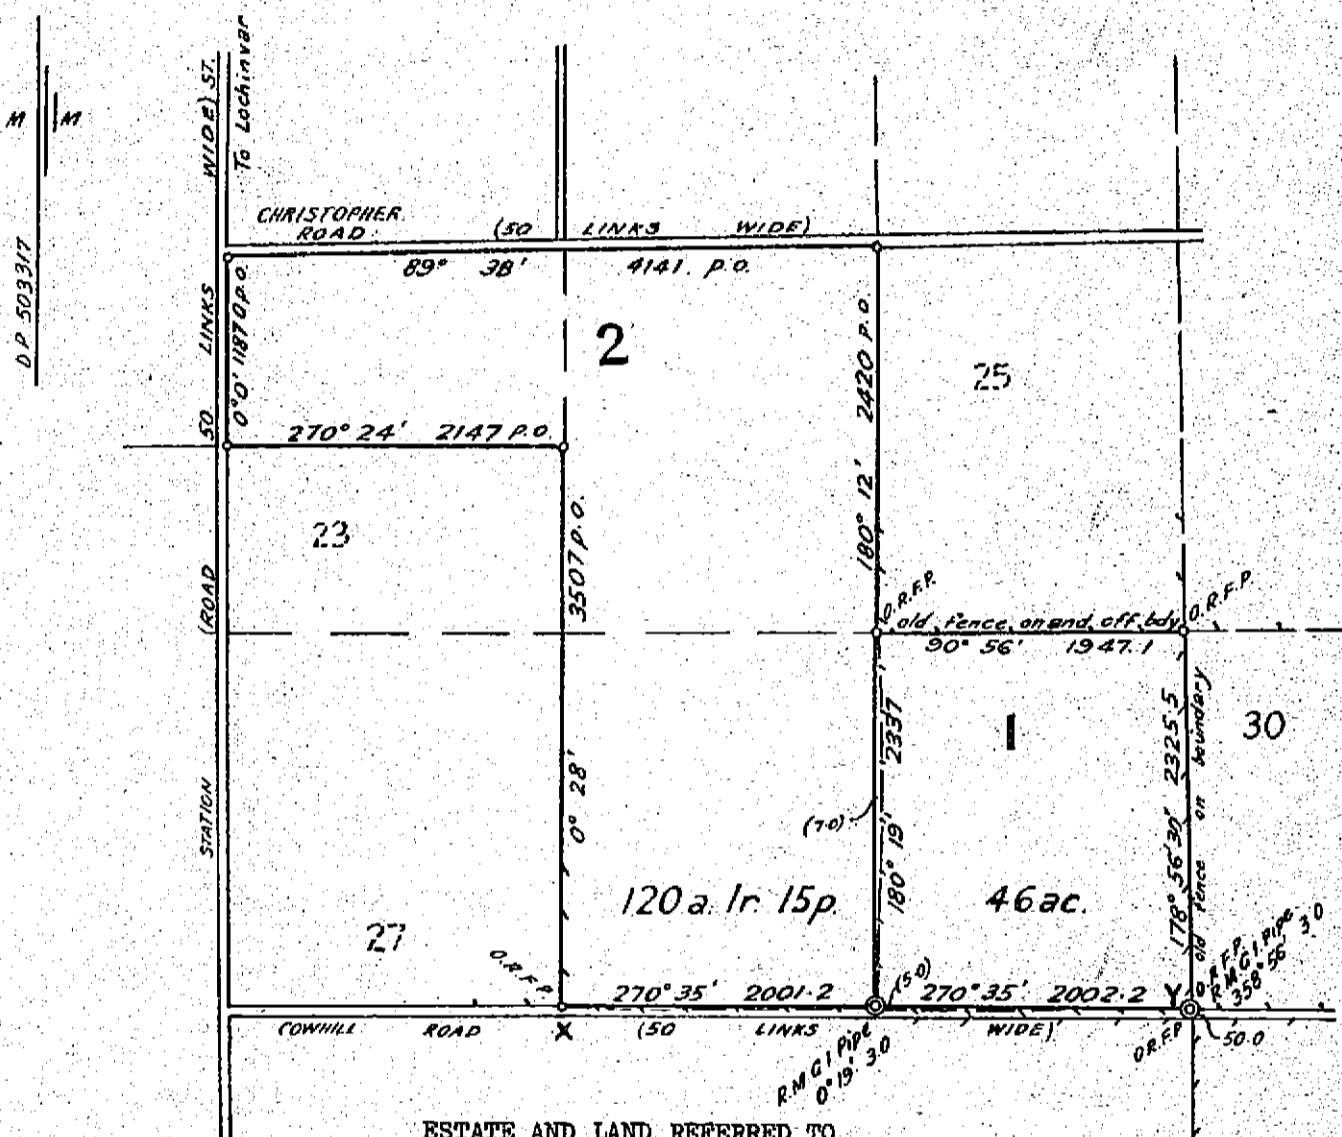 M M
DP 503317
STATION (ROAD 50 LINKS WIDE) ST.
To Lochinvar
CHRISTOPHER ROAD (50 LINKS WIDE)
89° 38' 4141. P.O.
0°0' 1187.0 p.o.
2
25
270° 24' 2147 P.O.
180° 12' 2420 P.O.
23
3507 p.o.
0° 28'
O.R.F.P.
O.R.F.P.
old fence on and off bdy
90° 56' 1947.1
1
30
180° 19' 2337
(7.0)
178° 56' 30" 2325.5
old fence on boundary
120 a. 1r. 15p.
46 ac.
27
O.R.F.P.
270° 35' 2001.2
(5.0)
270° 35' 2002.2
Y
O.R.F.P.
R.M.G.I. Pipe
358° 56' 3.0
COWHILL ROAD (50 LINKS WIDE)
X
O.R.F.P
50.0
R.M.G.I. Pipe
0° 19' 3.0
ESTATE AND LAND REFERRED TO